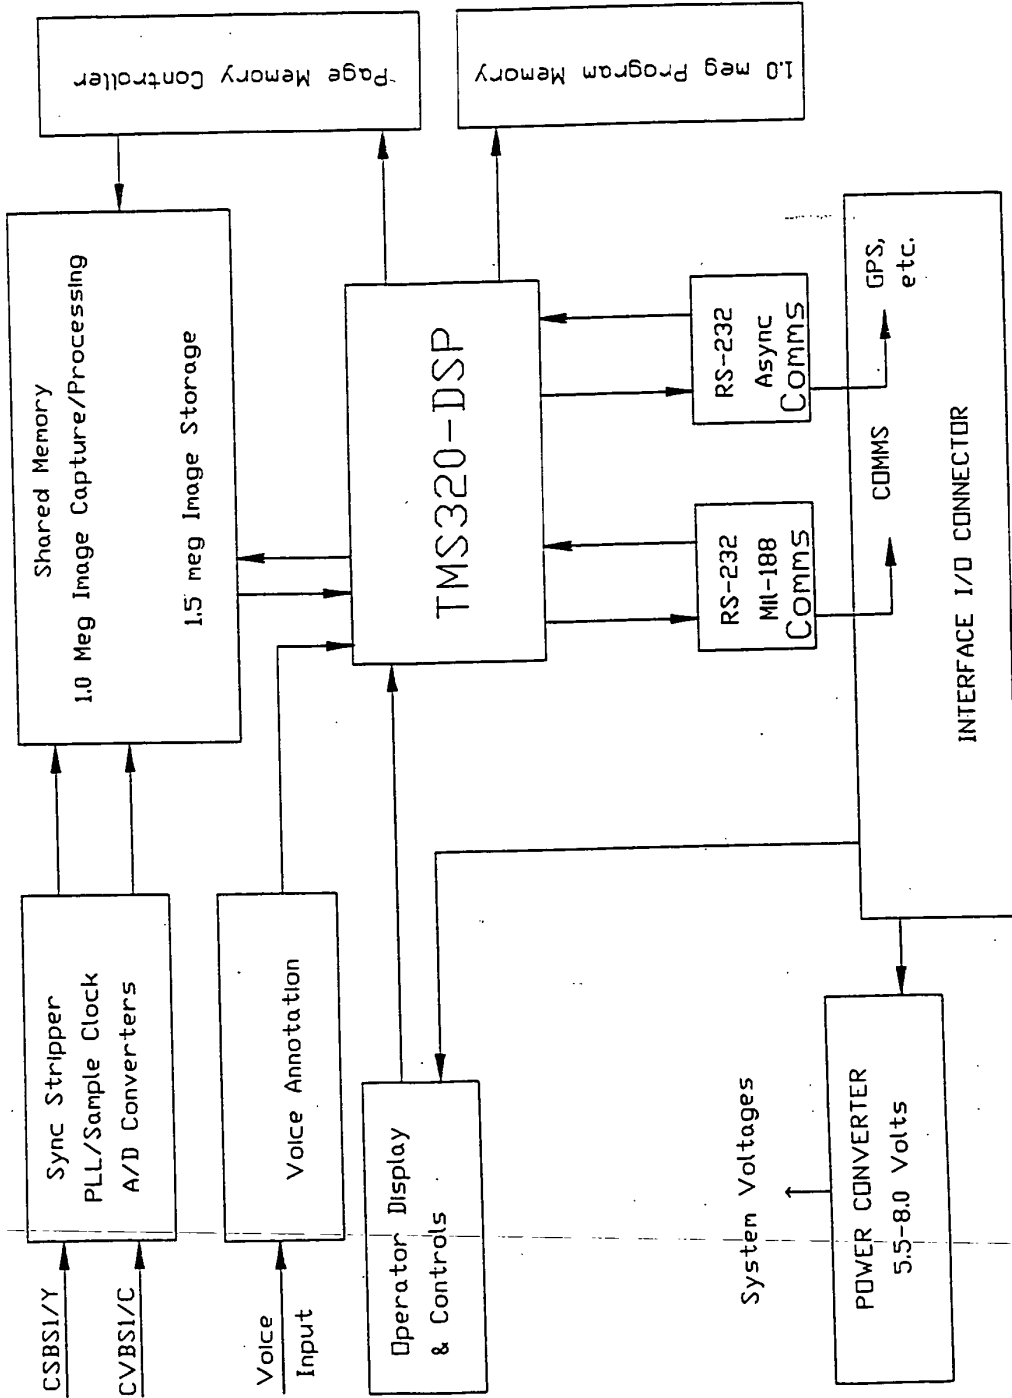 CSBS1/Y
CVBS1/C
Sync Stripper
PLL/Sample Clock
A/D Converters
Shared Memory
1.0 Meg Image Capture/Processing
1.5 meg Image Storage
Page Memory Controller
Voice
Input
Voice Annotation
Operator Display
& Controls
TMS320-DSP
1.0 meg Program Memory
RS-232
Mil-188
Comms
RS-232
Async
Comms
System Voltages
POWER CONVERTER
5.5-8.0 Volts
COMMS
GPS,
etc.
INTERFACE I/O CONNECTOR